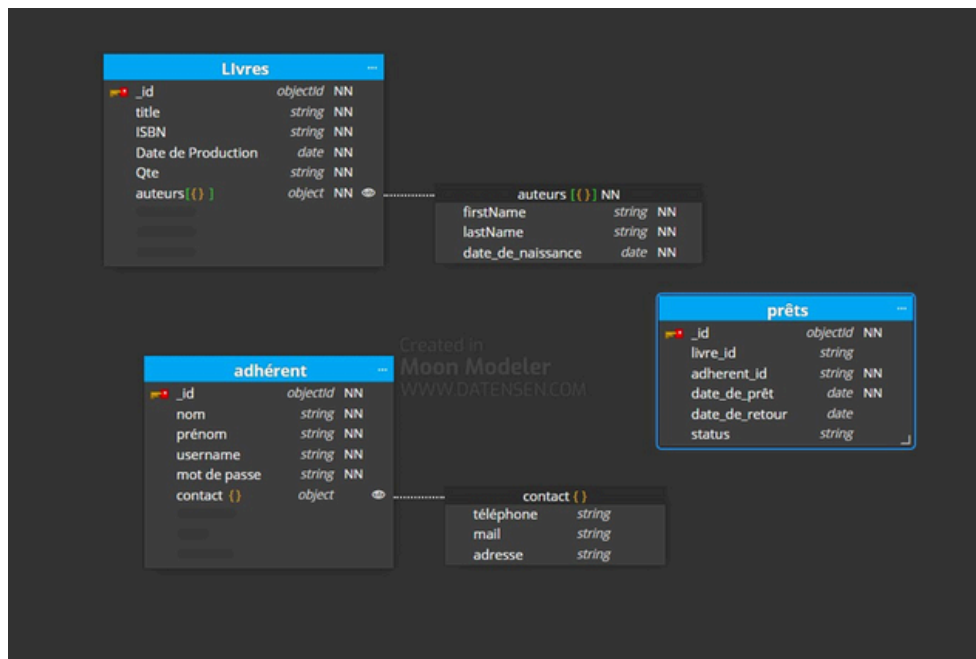 LIvres
_id objectId NN
title string NN
ISBN string NN
Date de Production date NN
Qte string NN
auteurs[{} ] object NN
auteurs [{}] NN
firstName string NN
lastName string NN
date_de_naissance date NN
prêts
_id objectId NN
livre_id string
adherent_id string NN
date_de_prêt date NN
date_de_retour date
status string
Created in
Moon Modeler
WWW.DATENSEN.COM
adhérent
_id objectId NN
nom string NN
prénom string NN
username string NN
mot de passe string NN
contact {} object
contact {}
téléphone string
mail string
adresse string